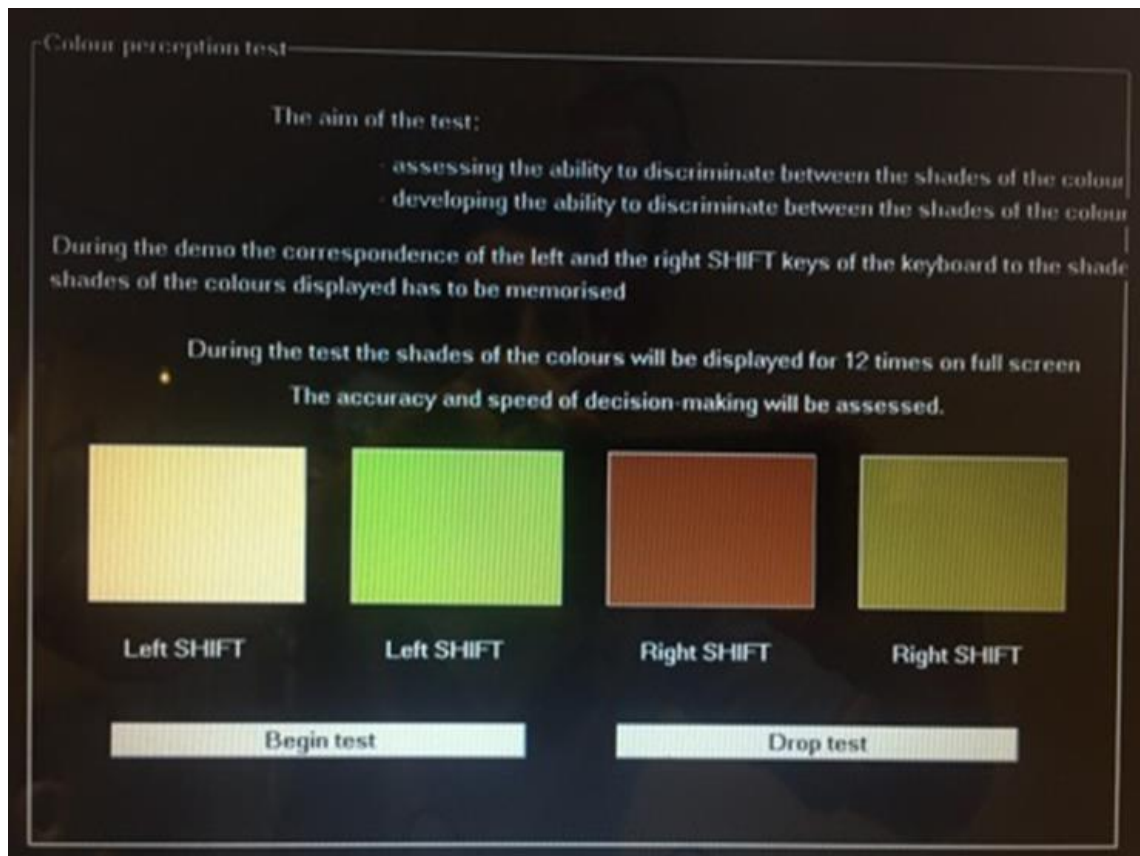 Colour perception test
The aim of the test:
- assessing the ability to discriminate between the shades of the colour
- developing the ability to discriminate between the shades of the colour
During the demo the correspondence of the left and the right SHIFT keys of the keyboard to the shade
shades of the colours displayed has to be memorised
During the test the shades of the colours will be displayed for 12 times on full screen
The accuracy and speed of decision-making will be assessed.
Left SHIFT Left SHIFT Right SHIFT Right SHIFT
Begin test Drop test